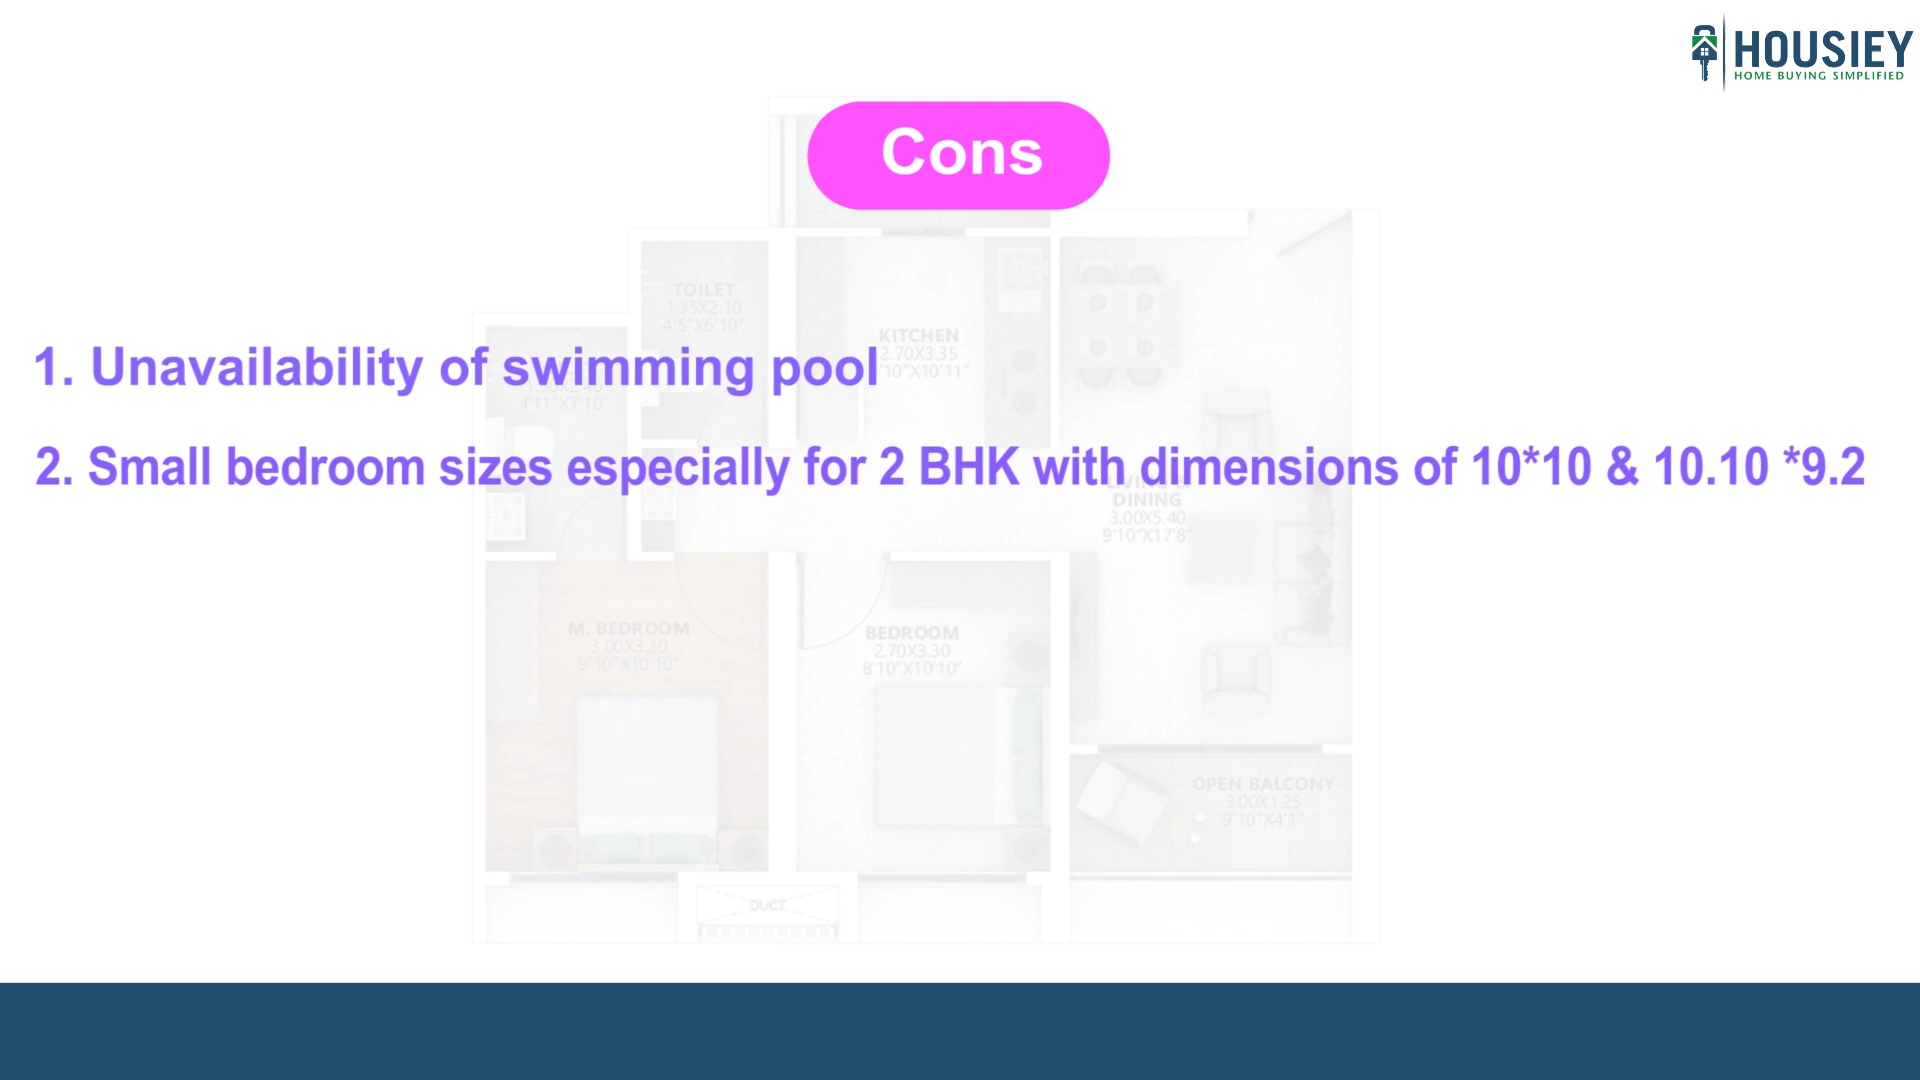 HOUSIEY
HOME BUYING SIMPLIFIED
Cons
TOILET
1.35X2.10
4'5"X6'10"
KITCHEN
2.70X3.35
10"X10'11"
1. Unavailability of swimming pool
4'11"X7'10"
2. Small bedroom sizes especially for 2 BHK with dimensions of 10*10 & 10.10 *9.2
DINING
3.00X5.40
9'10"X17'8"
M. BEDROOM
3.00X3.30
9'10"X10'10"
BEDROOM
2.70X3.30
8'10"X10'10"
OPEN BALCONY
3.00X1.25
9'10"X4'1"
DUCT